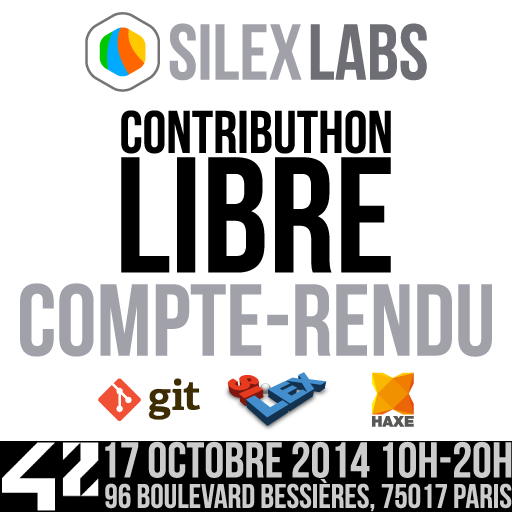 SILEX LABS
CONTRIBUTHON
LIBRE
COMPTE-RENDU
git
SILEX
HAXE
42
17 OCTOBRE 2014 10H-20H
96 BOULEVARD BESSIÈRES, 75017 PARIS